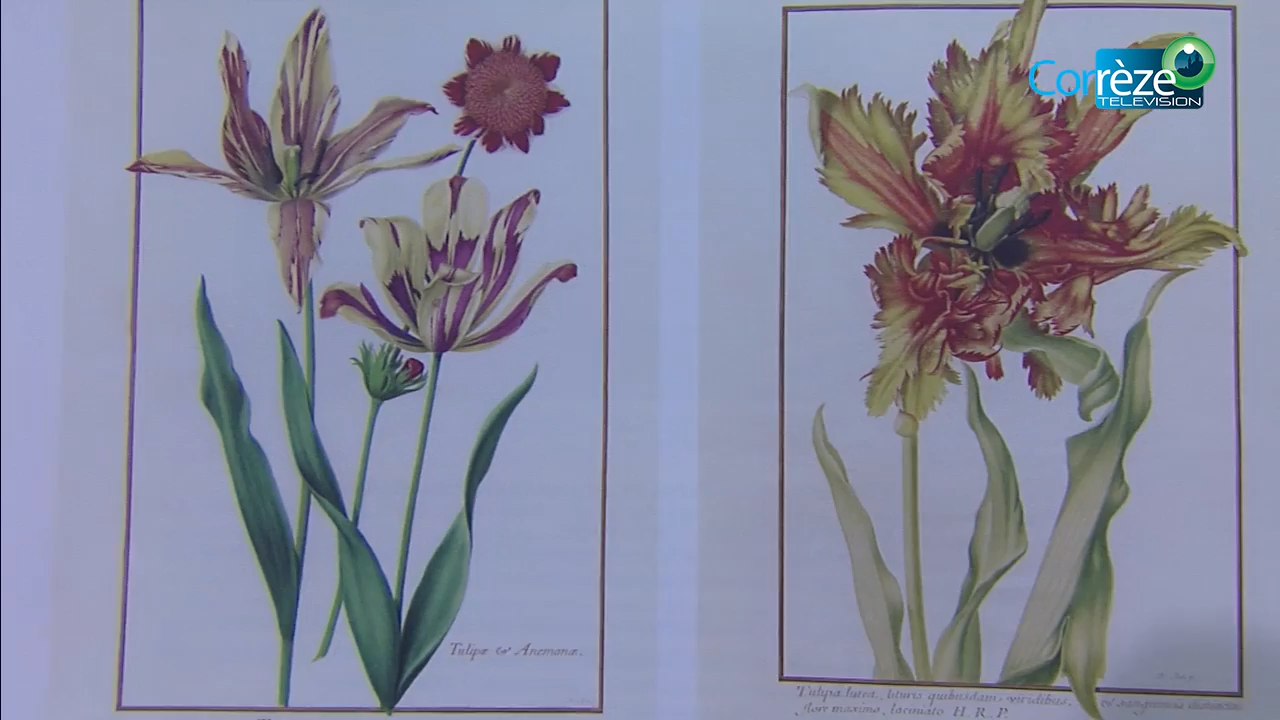 Corrèze
TELEVISION
Tulipæ & Anemonæ.
Tulipa lutea, lituris quibusdam viridibus,
flore maximo, laciniato H. R. P.